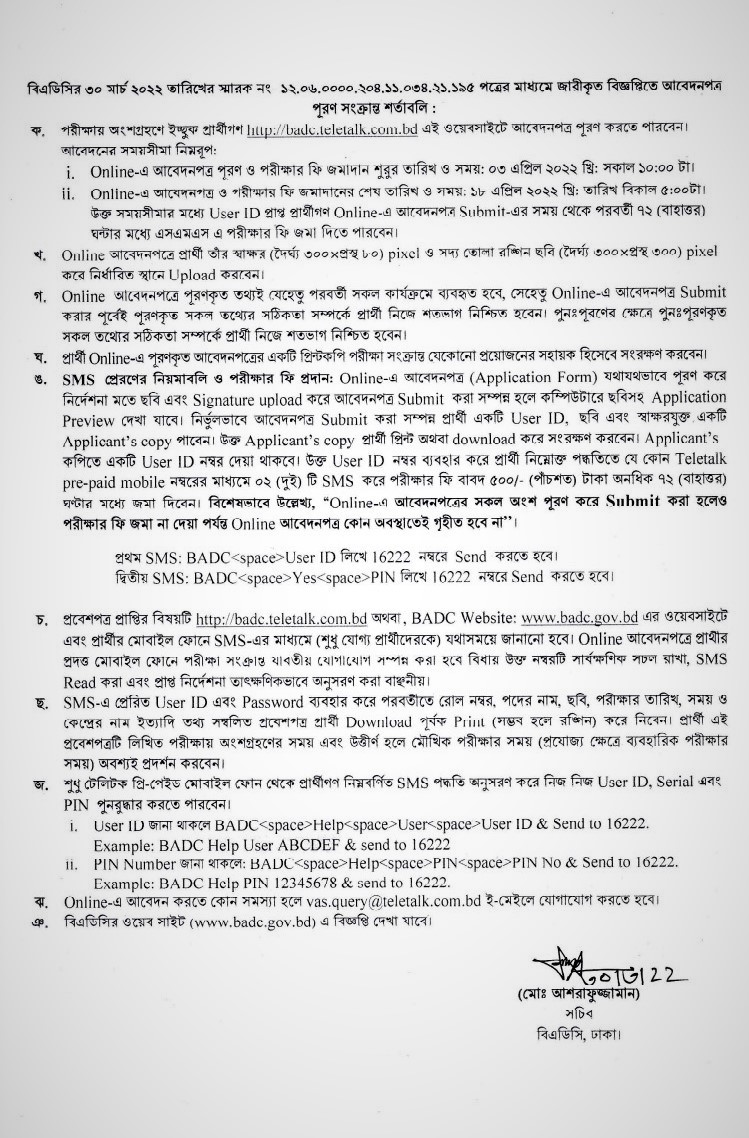 বিএডিসির ৩০ মার্চ ২০২২ তারিখের স্মারক নং ১২.০৬.০০০০.২০৪.১১.০৩৪.২১.১৯৫ পত্রের মাধ্যমে জারীকৃত বিজ্ঞপ্তিতে আবেদনপত্র
পূরণ সংক্রান্ত শর্তাবলি :
ক. পরীক্ষায় অংশগ্রহণে ইচ্ছুক প্রার্থীগণ http://badc.teletalk.com.bd এই ওয়েবসাইটে আবেদনপত্র পূরণ করতে পারবেন।
আবেদনের সময়সীমা নিম্নরূপ:
i. Online-এ আবেদনপত্র পূরণ ও পরীক্ষার ফি জমাদান শুরুর তারিখ ও সময়: ০৩ এপ্রিল ২০২২ খ্রি: সকাল ১০:০০ টা।
ii. Online-এ আবেদনপত্র ও পরীক্ষার ফি জমাদানের শেষ তারিখ ও সময়: ১৮ এপ্রিল ২০২২ খ্রি: তারিখ বিকাল ৫:০০টা।
উক্ত সময়সীমার মধ্যে User ID প্রাপ্ত প্রার্থীগণ Online-এ আবেদনপত্র Submit-এর সময় থেকে পরবর্তী ৭২ (বাহাত্তর)
ঘন্টার মধ্যে এসএমএস এ পরীক্ষার ফি জমা দিতে পারবেন।
খ. Online আবেদনপত্রে প্রার্থী তাঁর স্বাক্ষর (দৈর্ঘ্য ৩০০×প্রস্থ ৮০) pixel ও সদ্য তোলা রঙ্গিন ছবি (দৈর্ঘ্য ৩০০×প্রস্থ ৩০০) pixel
করে নির্ধারিত স্থানে Upload করবেন।
গ. Online আবেদনপত্রে পূরণকৃত তথ্যই যেহেতু পরবর্তী সকল কার্যক্রমে ব্যবহৃত হবে, সেহেতু Online-এ আবেদনপত্র Submit
করার পূর্বেই পূরণকৃত সকল তথ্যের সঠিকতা সম্পর্কে প্রার্থী নিজে শতভাগ নিশ্চিত হবেন। পুনঃপূরণের ক্ষেত্রে পুনঃপূরণকৃত
সকল তথ্যের সঠিকতা সম্পর্কে প্রার্থী নিজে শতভাগ নিশ্চিত হবেন।
ঘ. প্রার্থী Online-এ পূরণকৃত আবেদনপত্রের একটি প্রিন্টকপি পরীক্ষা সংক্রান্ত যেকোনো প্রয়োজনের সহায়ক হিসেবে সংরক্ষণ করবেন।
ঙ. SMS প্রেরণের নিয়মাবলি ও পরীক্ষার ফি প্রদান: Online-এ আবেদনপত্র (Application Form) যথাযথভাবে পূরণ করে
নির্দেশনা মতে ছবি এবং Signature upload করে আবেদনপত্র Submit করা সম্পন্ন হলে কম্পিউটারে ছবিসহ Application
Preview দেখা যাবে। নির্ভুলভাবে আবেদনপত্র Submit করা সম্পন্ন প্রার্থী একটি User ID, ছবি এবং স্বাক্ষরযুক্ত একটি
Applicant's copy পাবেন। উক্ত Applicant's copy প্রার্থী প্রিন্ট অথবা download করে সংরক্ষণ করবেন। Applicant's
কপিতে একটি User ID নম্বর দেয়া থাকবে। উক্ত User ID নম্বর ব্যবহার করে প্রার্থী নিম্নোক্ত পদ্ধতিতে যে কোন Teletalk
pre-paid mobile নম্বরের মাধ্যমে ০২ (দুই) টি SMS করে পরীক্ষার ফি বাবদ ৫০০/- (পাঁচশত) টাকা অনধিক ৭২ (বাহাত্তর)
ঘন্টার মধ্যে জমা দিবেন। বিশেষভাবে উল্লেখ্য, "Online-এ আবেদনপত্রের সকল অংশ পূরণ করে Submit করা হলেও
পরীক্ষার ফি জমা না দেয়া পর্যন্ত Online আবেদনপত্র কোন অবস্থাতেই গৃহীত হবে না"।
প্রথম SMS: BADC<space>User ID লিখে 16222 নম্বরে Send করতে হবে।
দ্বিতীয় SMS: BADC<space>Yes<space>PIN লিখে 16222 নম্বরে Send করতে হবে।
চ. প্রবেশপত্র প্রাপ্তির বিষয়টি http://badc.teletalk.com.bd অথবা, BADC Website: www.badc.gov.bd এর ওয়েবসাইটে
এবং প্রার্থীর মোবাইল ফোনে SMS-এর মাধ্যমে (শুধু যোগ্য প্রার্থীদেরকে) যথাসময়ে জানানো হবে। Online আবেদনপত্রে প্রার্থীর
প্রদত্ত মোবাইল ফোনে পরীক্ষা সংক্রান্ত যাবতীয় যোগাযোগ সম্পন্ন করা হবে বিধায় উক্ত নম্বরটি সার্বক্ষণিক সচল রাখা, SMS
Read করা এবং প্রাপ্ত নির্দেশনা তাৎক্ষণিকভাবে অনুসরণ করা বাঞ্ছনীয়।
ছ. SMS-এ প্রেরিত User ID এবং Password ব্যবহার করে পরবর্তীতে রোল নম্বর, পদের নাম, ছবি, পরীক্ষার তারিখ, সময় ও
কেন্দ্রের নাম ইত্যাদি তথ্য সম্বলিত প্রবেশপত্র প্রার্থী Download পূর্বক Print (সম্ভব হলে রঙ্গিন) করে নিবেন। প্রার্থী এই
প্রবেশপত্রটি লিখিত পরীক্ষায় অংশগ্রহণের সময় এবং উত্তীর্ণ হলে মৌখিক পরীক্ষার সময় (প্রযোজ্য ক্ষেত্রে ব্যবহারিক পরীক্ষার
সময়) অবশ্যই প্রদর্শন করবেন।
জ. শুধু টেলিটক প্রি-পেইড মোবাইল ফোন থেকে প্রার্থীগণ নিম্নবর্ণিত SMS পদ্ধতি অনুসরণ করে নিজ নিজ User ID, Serial এবং
PIN পুনরুদ্ধার করতে পারবেন।
i. User ID জানা থাকলে BADC<space>Help<space>User<space>User ID & Send to 16222.
Example: BADC Help User ABCDEF & send to 16222
ii. PIN Number জানা থাকলে: BADC<space>Help<space>PIN<space>PIN No & Send to 16222.
Example: BADC Help PIN 12345678 & send to 16222.
ঝ. Online-এ আবেদন করতে কোন সমস্যা হলে vas.query@teletalk.com.bd ই-মেইলে যোগাযোগ করতে হবে।
ঞ. বিএডিসির ওয়েব সাইট (www.badc.gov.bd) এ বিজ্ঞপ্তি দেখা যাবে।
(মোঃ আশরাফুজ্জামান)
সচিব
বিএডিসি, ঢাকা।